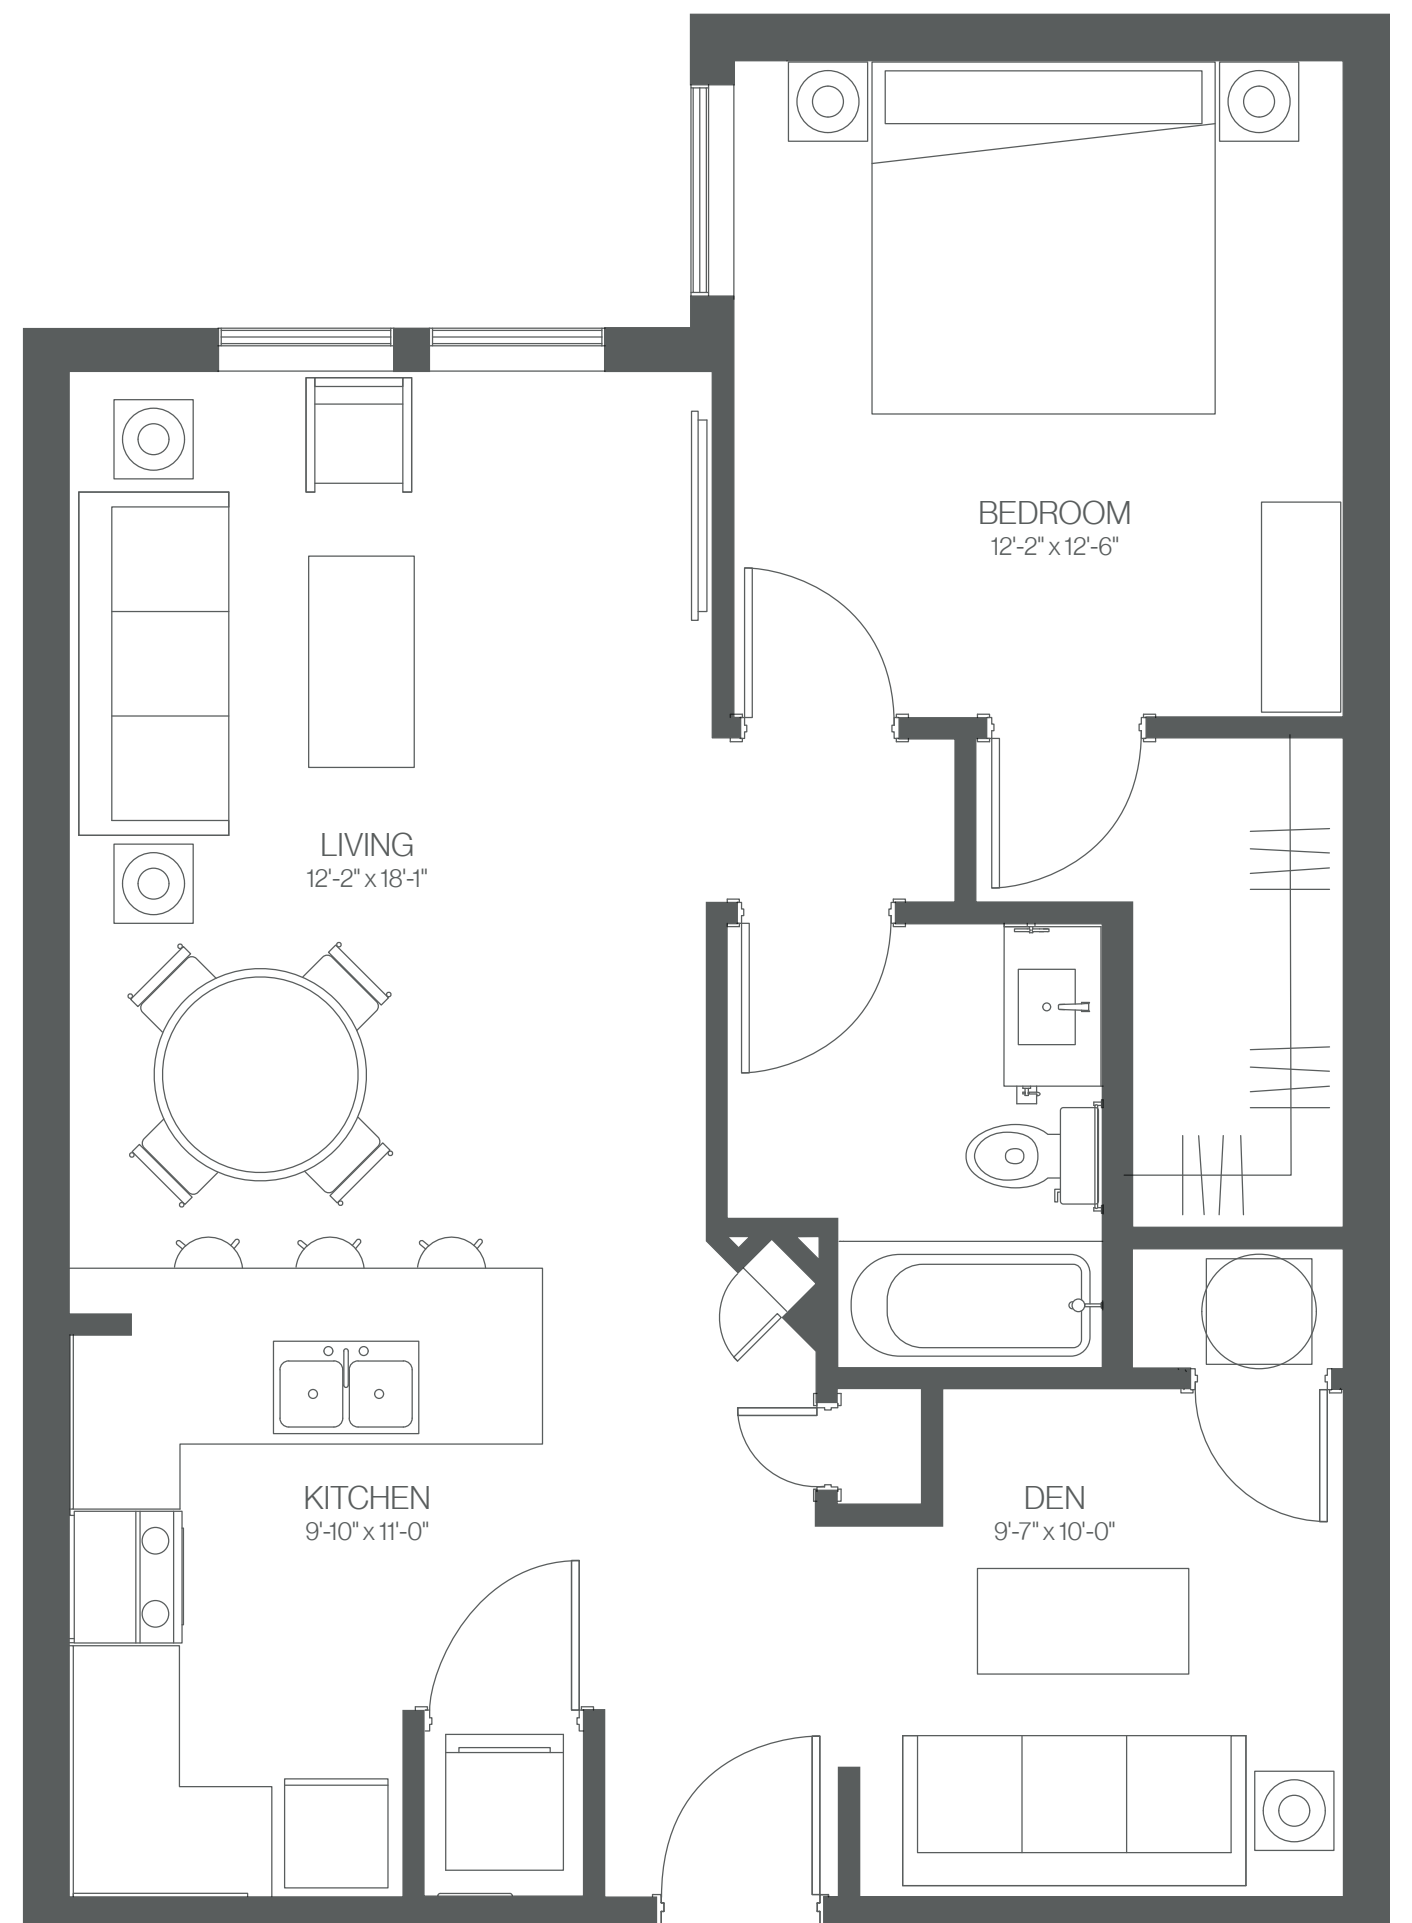 BEDROOM
12'-2" x 12'-6"
LIVING
12'-2" x 18'-1"
KITCHEN
9'-10" x 11'-0"
DEN
9'-7" x 10'-0"